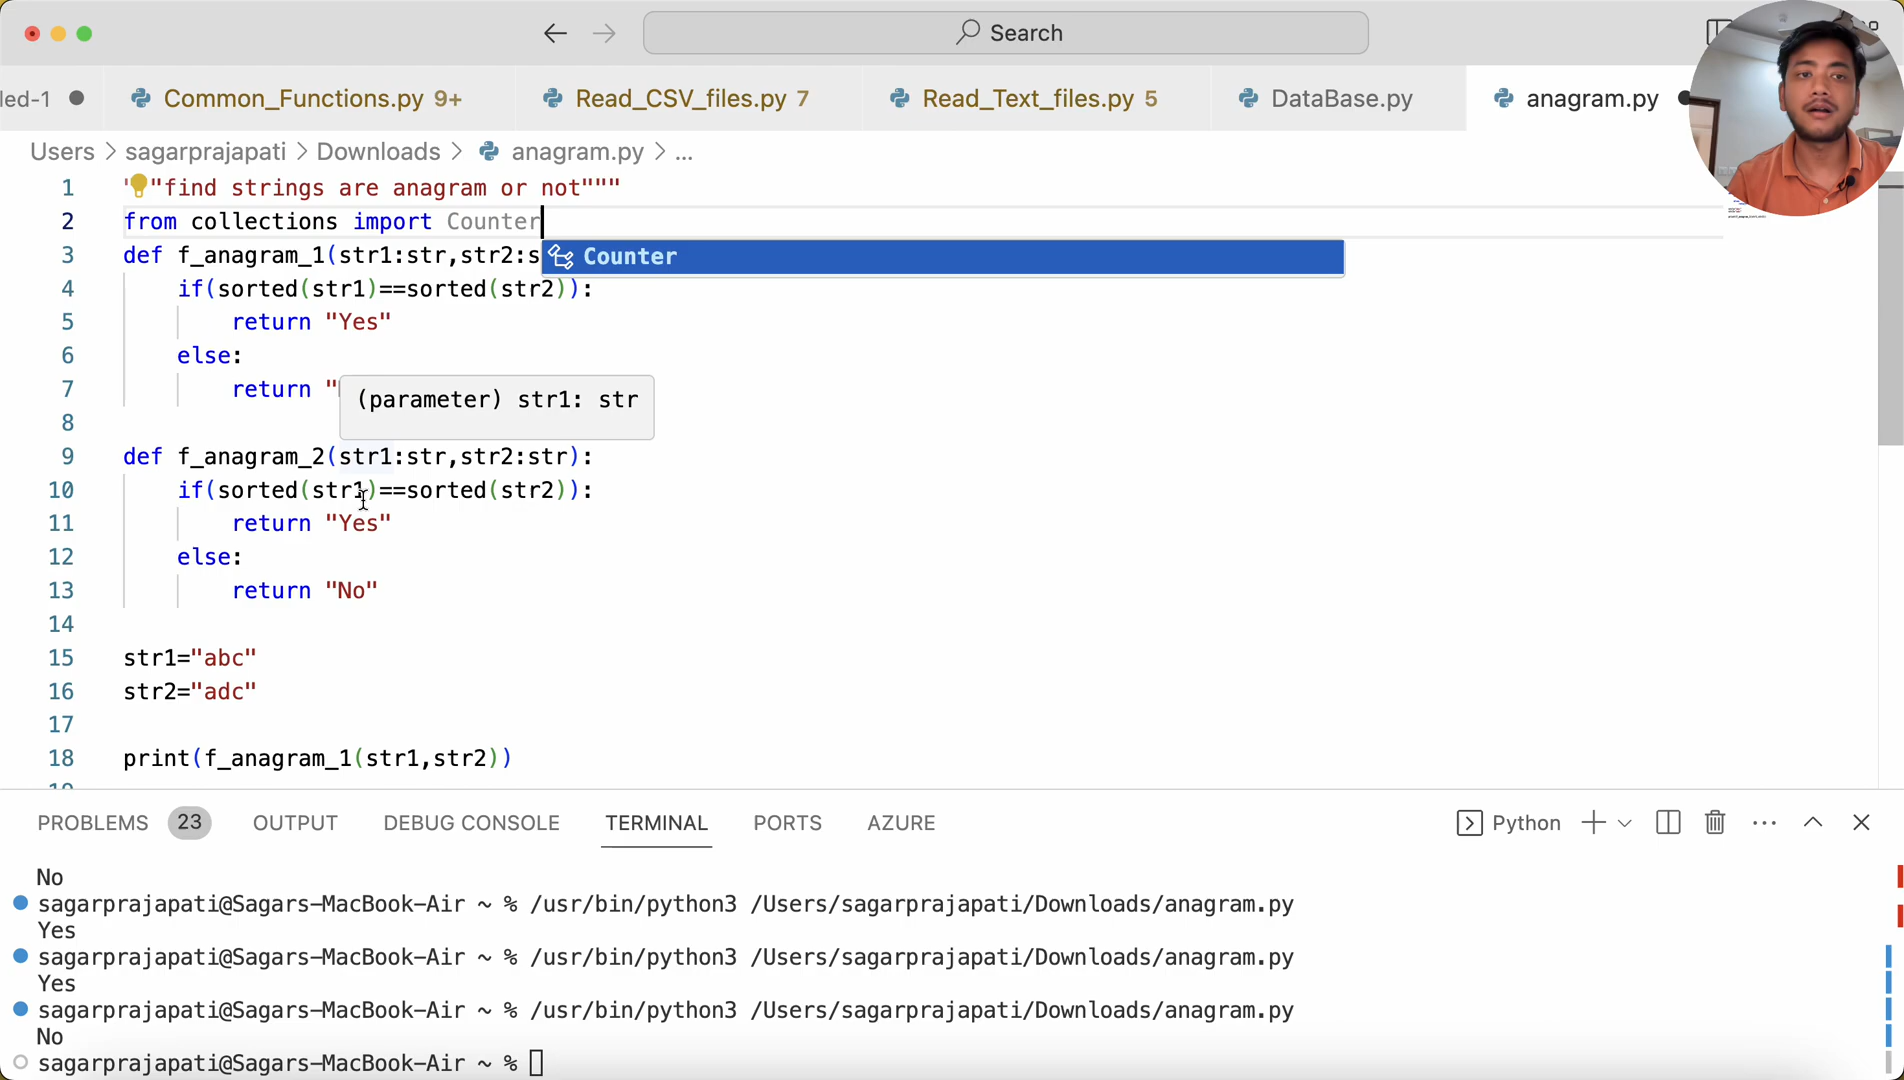 Search
led-1
Common_Functions.py 9+
Read_CSV_files.py 7
Read_Text_files.py 5
DataBase.py
anagram.py
Users > sagarprajapati > Downloads > anagram.py > ...
1 "find strings are anagram or not"""
2 from collections import Counter
3 def f_anagram_1(str1:str,str2:s
Counter
4 if(sorted(str1)==sorted(str2)):
5 return "Yes"
6 else:
7 return "
(parameter) str1: str
8
9 def f_anagram_2(str1:str,str2:str):
10 if(sorted(str1)==sorted(str2)):
11 return "Yes"
12 else:
13 return "No"
14
15 str1="abc"
16 str2="adc"
17
18 print(f_anagram_1(str1,str2))
PROBLEMS 23 OUTPUT DEBUG CONSOLE TERMINAL PORTS AZURE Python
No
sagarprajapati@Sagars-MacBook-Air ~ % /usr/bin/python3 /Users/sagarprajapati/Downloads/anagram.py
Yes
sagarprajapati@Sagars-MacBook-Air ~ % /usr/bin/python3 /Users/sagarprajapati/Downloads/anagram.py
Yes
sagarprajapati@Sagars-MacBook-Air ~ % /usr/bin/python3 /Users/sagarprajapati/Downloads/anagram.py
No
sagarprajapati@Sagars-MacBook-Air ~ %